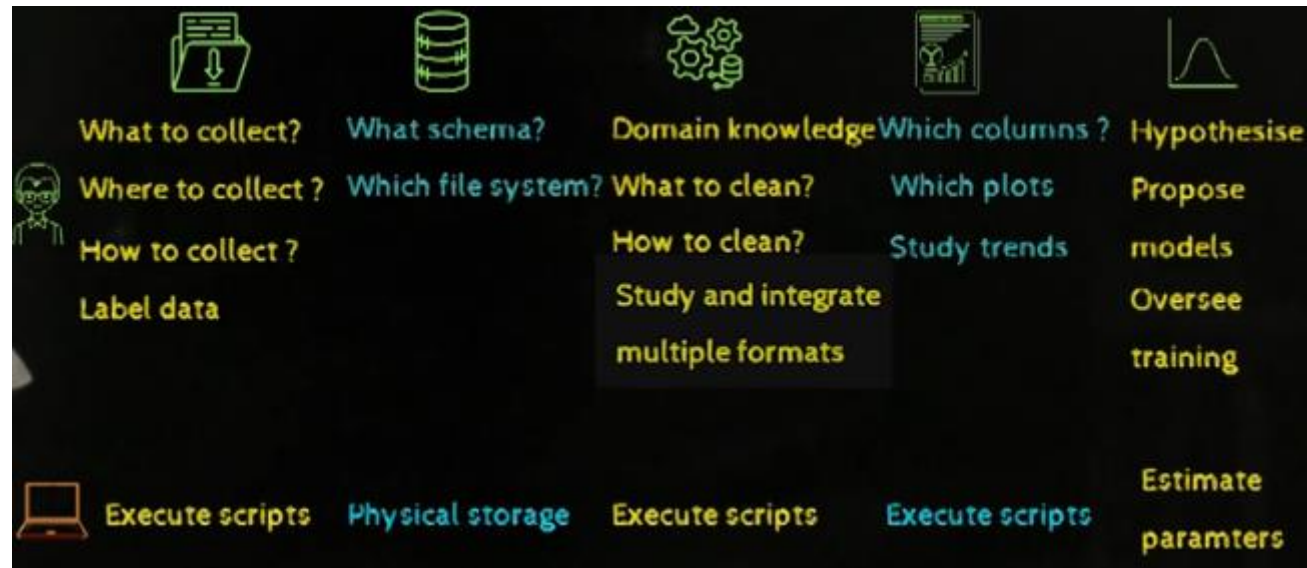 What to collect?
What schema?
Domain knowledge
Which columns ?
Hypothesise
Where to collect ?
Which file system?
What to clean?
Which plots
Propose
How to collect ?
How to clean?
Study trends
models
Label data
Study and integrate
Oversee
multiple formats
training
Execute scripts
Physical storage
Execute scripts
Execute scripts
Estimate
paramters